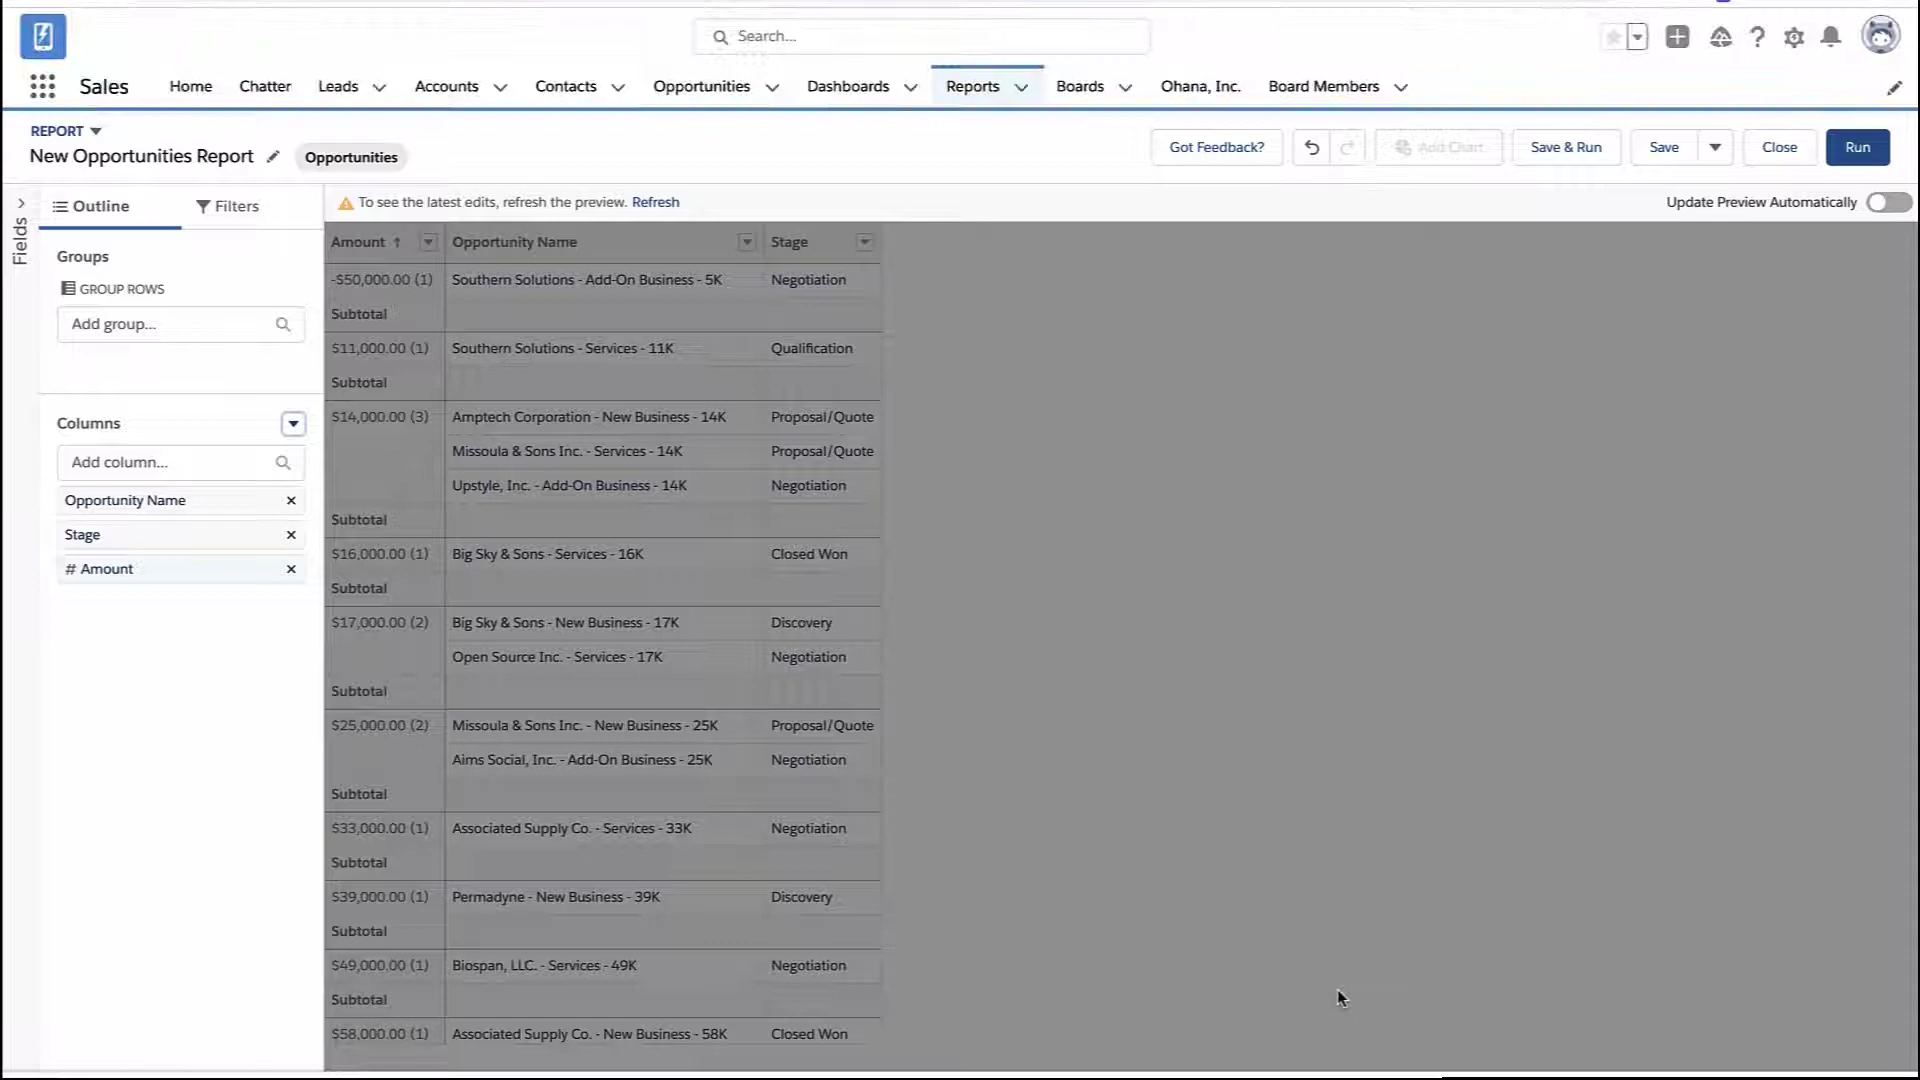 Search...
Sales Home Chatter Leads Accounts Contacts Opportunities Dashboards Reports Boards Ohana, Inc. Board Members
REPORT
New Opportunities Report Opportunities
Got Feedback? Add Chart Save & Run Save Close Run
Fields
Outline Filters
To see the latest edits, refresh the preview. Refresh
Update Preview Automatically
Groups
GROUP ROWS
Add group...
Columns
Add column...
Opportunity Name
Stage
# Amount
Amount ↑ Opportunity Name Stage
-$50,000.00 (1) Southern Solutions - Add-On Business - 5K Negotiation
Subtotal
$11,000.00 (1) Southern Solutions - Services - 11K Qualification
Subtotal
$14,000.00 (3) Amptech Corporation - New Business - 14K Proposal/Quote
Missoula & Sons Inc. - Services - 14K Proposal/Quote
Upstyle, Inc. - Add-On Business - 14K Negotiation
Subtotal
$16,000.00 (1) Big Sky & Sons - Services - 16K Closed Won
Subtotal
$17,000.00 (2) Big Sky & Sons - New Business - 17K Discovery
Open Source Inc. - Services - 17K Negotiation
Subtotal
$25,000.00 (2) Missoula & Sons Inc. - New Business - 25K Proposal/Quote
Aims Social, Inc. - Add-On Business - 25K Negotiation
Subtotal
$33,000.00 (1) Associated Supply Co. - Services - 33K Negotiation
Subtotal
$39,000.00 (1) Permadyne - New Business - 39K Discovery
Subtotal
$49,000.00 (1) Biospan, LLC. - Services - 49K Negotiation
Subtotal
$58,000.00 (1) Associated Supply Co. - New Business - 58K Closed Won